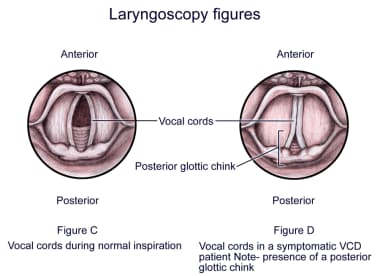 Laryngoscopy figures
Anterior
Anterior
Vocal cords
Posterior glottic chink
Posterior
Posterior
Figure C
Vocal cords during normal inspiration
Figure D
Vocal cords in a symptomatic VCD
patient Note- presence of a posterior
glottic chink